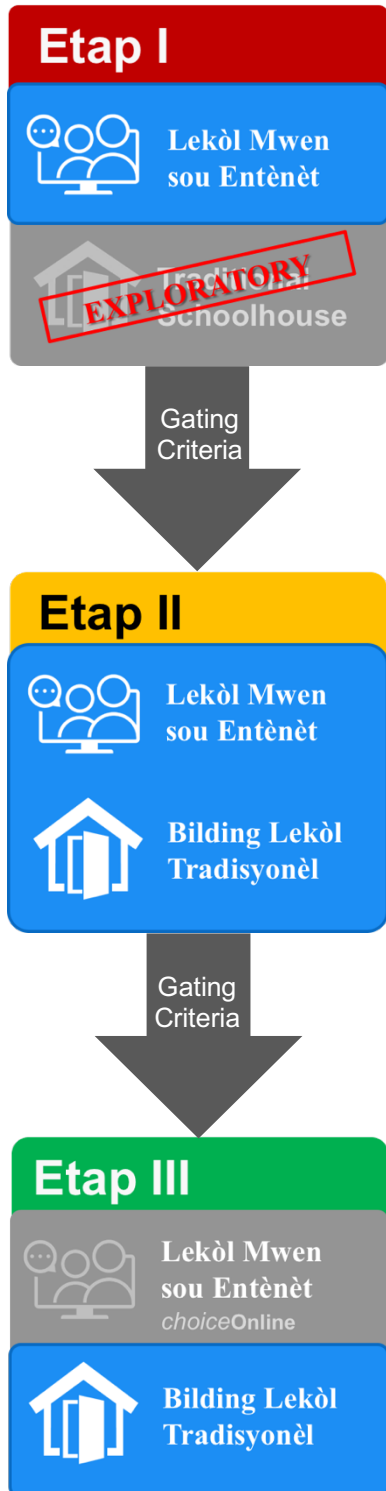 Etap I
Lekòl Mwen
sou Entènèt
Traditional
EXPLORATORY
Schoolhouse
Gating
Criteria
Etap II
Lekòl Mwen
sou Entènèt
Bilding Lekòl
Tradisyonèl
Gating
Criteria
Etap III
Lekòl Mwen
sou Entènèt
choiceOnline
Bilding Lekòl
Tradisyonèl